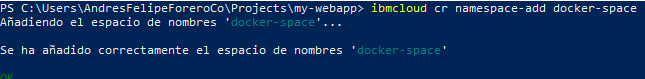 PS C:\Users\AndresFelipeForeroCo\Projects\my-webapp> ibmcloud cr namespace-add docker-space
Añadiendo el espacio de nombres 'docker-space'...
Se ha añadido correctamente el espacio de nombres 'docker-space'
OK